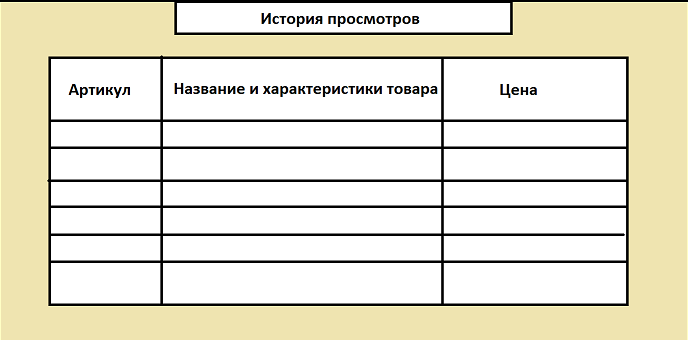 История просмотров
Артикул
Название и характеристики товара
Цена